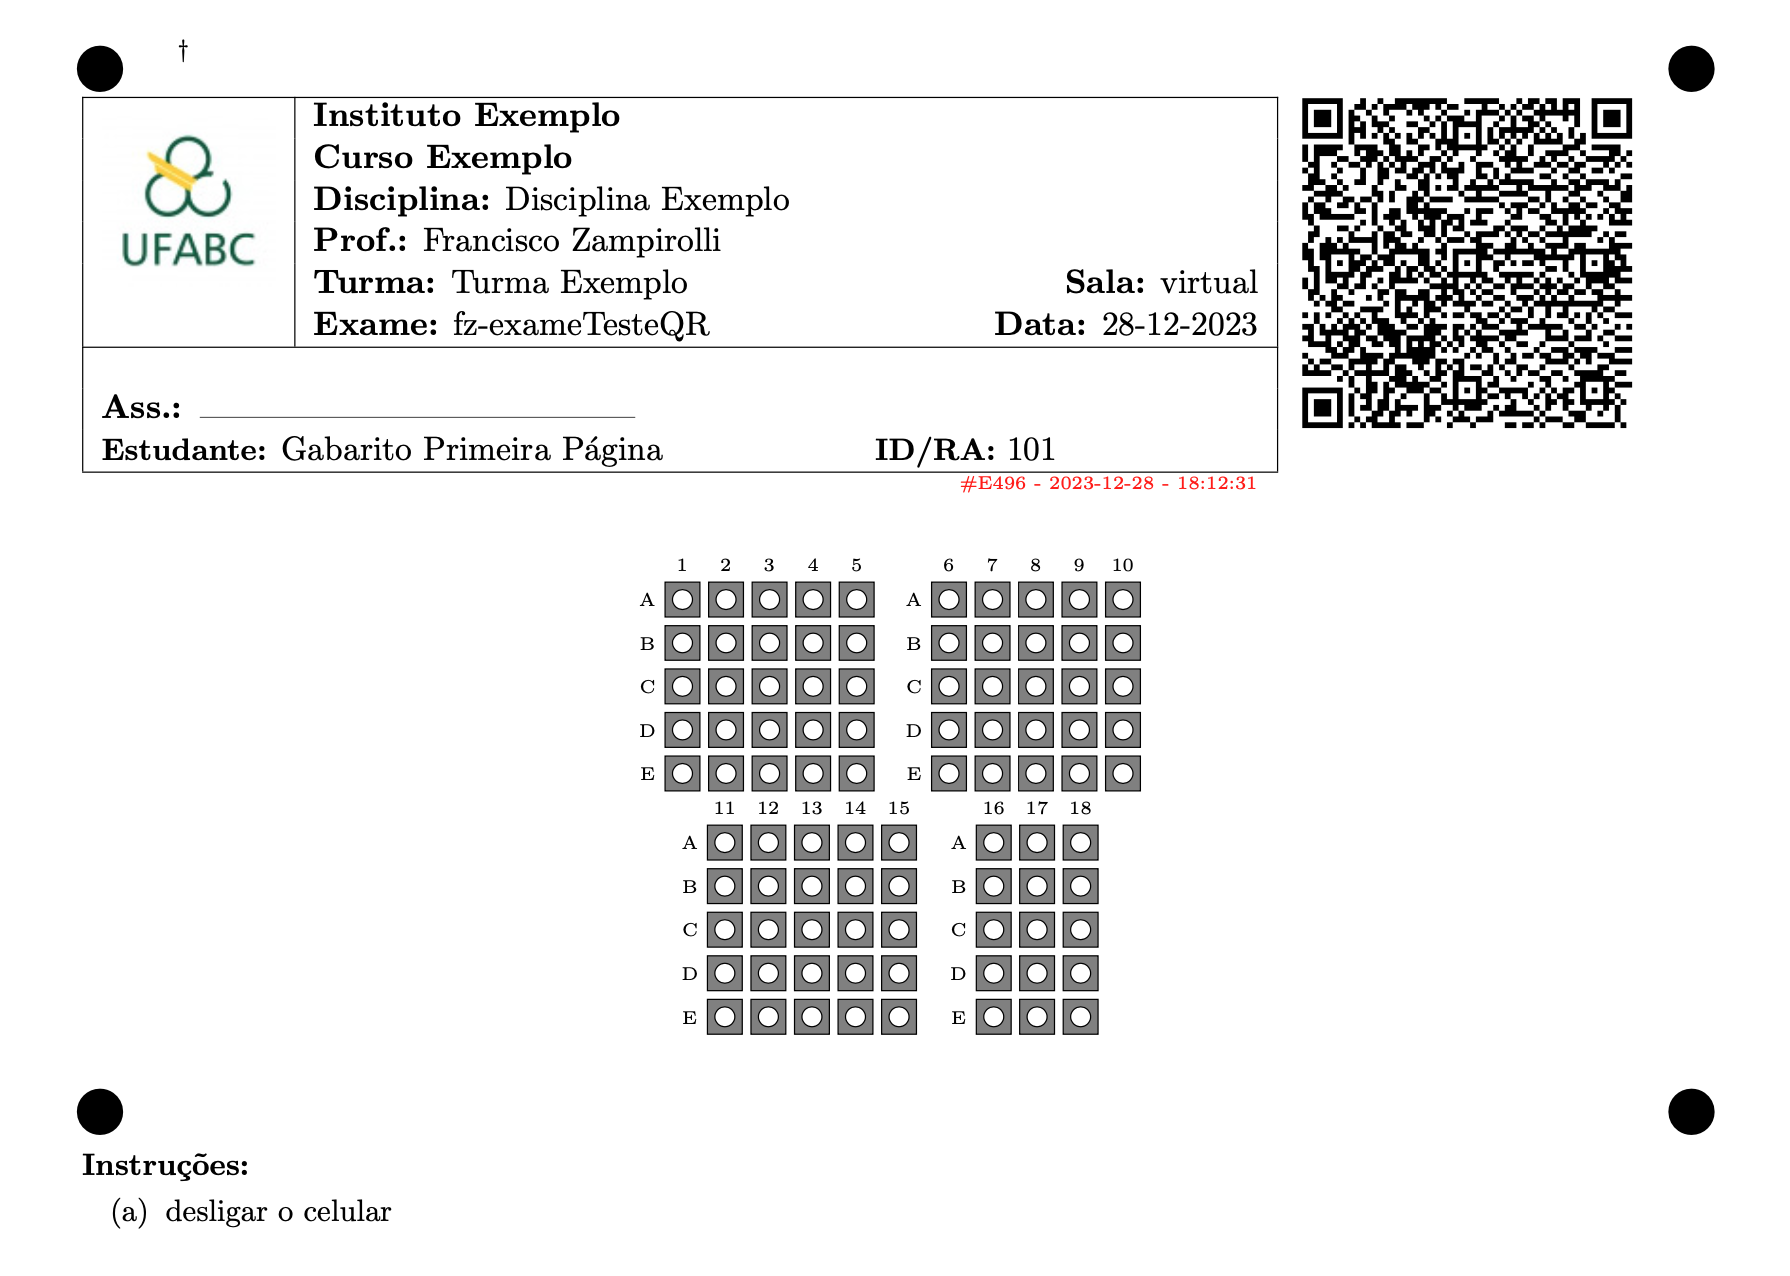 †
UFABC
Instituto Exemplo
Curso Exemplo
Disciplina: Disciplina Exemplo
Prof.: Francisco Zampirolli
Turma: Turma Exemplo Sala: virtual
Exame: fz-exameTesteQR Data: 28-12-2023
Ass.:
Estudante: Gabarito Primeira Página ID/RA: 101
#E496 - 2023-12-28 - 18:12:31
1 2 3 4 5 6 7 8 9 10
A A
B B
C C
D D
E E
11 12 13 14 15 16 17 18
A A
B B
C C
D D
E E
Instruções:
(a) desligar o celular